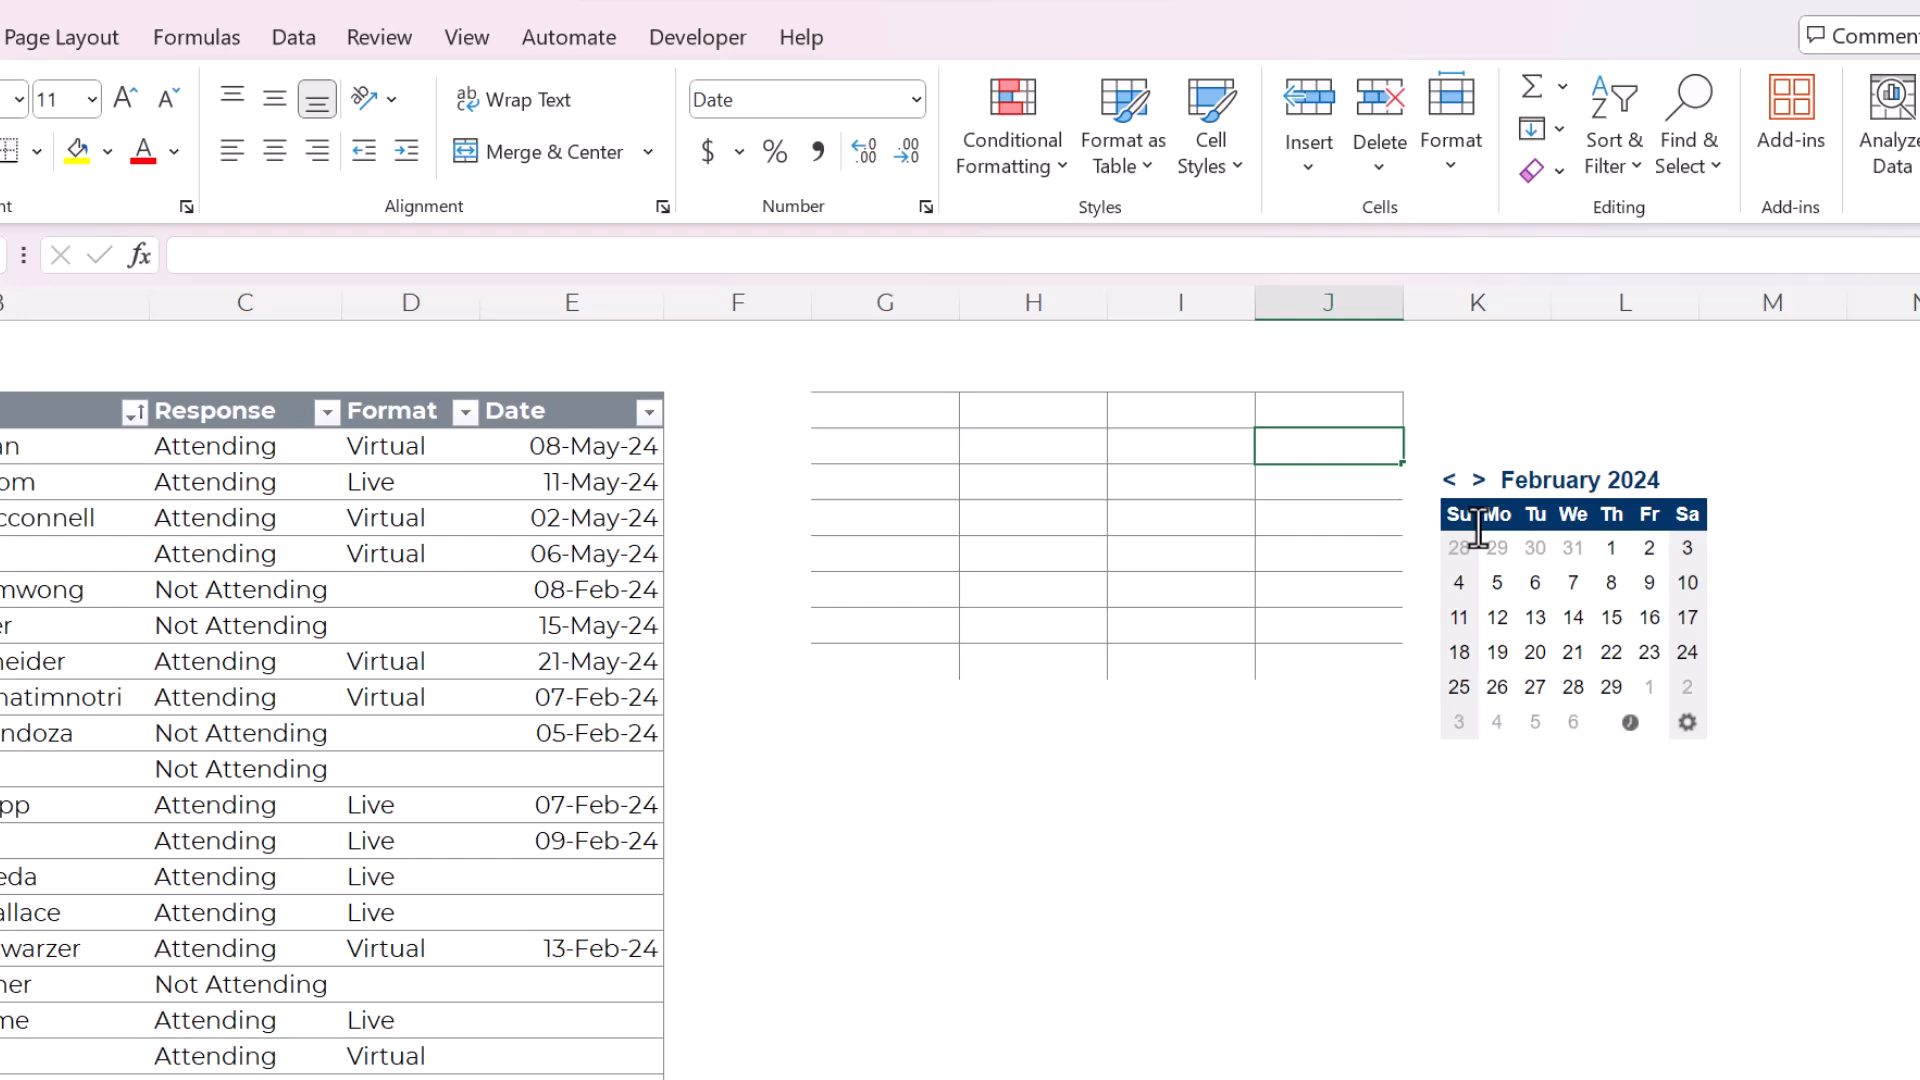 Page Layout Formulas Data Review View Automate Developer Help Commen
11 Wrap Text Date
Merge & Center $ % Conditional Formatting Format as Table Cell Styles Insert Delete Format Sort & Filter Find & Select Add-ins Analyze Data
Alignment Number Styles Cells Editing Add-ins
fx
C D E F G H I J K L M
Response Format Date
an Attending Virtual 08-May-24
om Attending Live 11-May-24
cconnell Attending Virtual 02-May-24
Attending Virtual 06-May-24
mwong Not Attending 08-Feb-24
er Not Attending 15-May-24
neider Attending Virtual 21-May-24
natimnotri Attending Virtual 07-Feb-24
ndoza Not Attending 05-Feb-24
Not Attending
pp Attending Live 07-Feb-24
Attending Live 09-Feb-24
eda Attending Live
allace Attending Live
warzer Attending Virtual 13-Feb-24
ner Not Attending
me Attending Live
Attending Virtual
< > February 2024
Su Mo Tu We Th Fr Sa
28 29 30 31 1 2 3
4 5 6 7 8 9 10
11 12 13 14 15 16 17
18 19 20 21 22 23 24
25 26 27 28 29 1 2
3 4 5 6